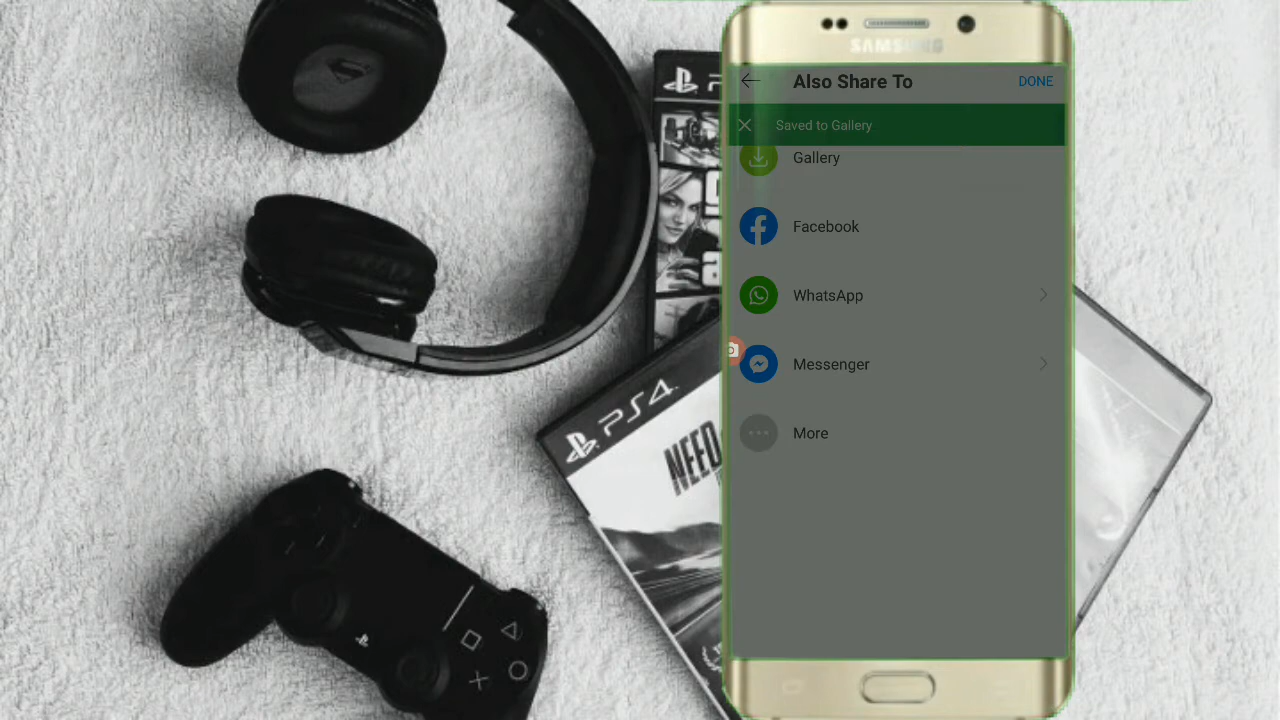 SAMSUNG
Also Share To
DONE
Saved to Gallery
Gallery
Facebook
WhatsApp
Messenger
More
PS4
NEED